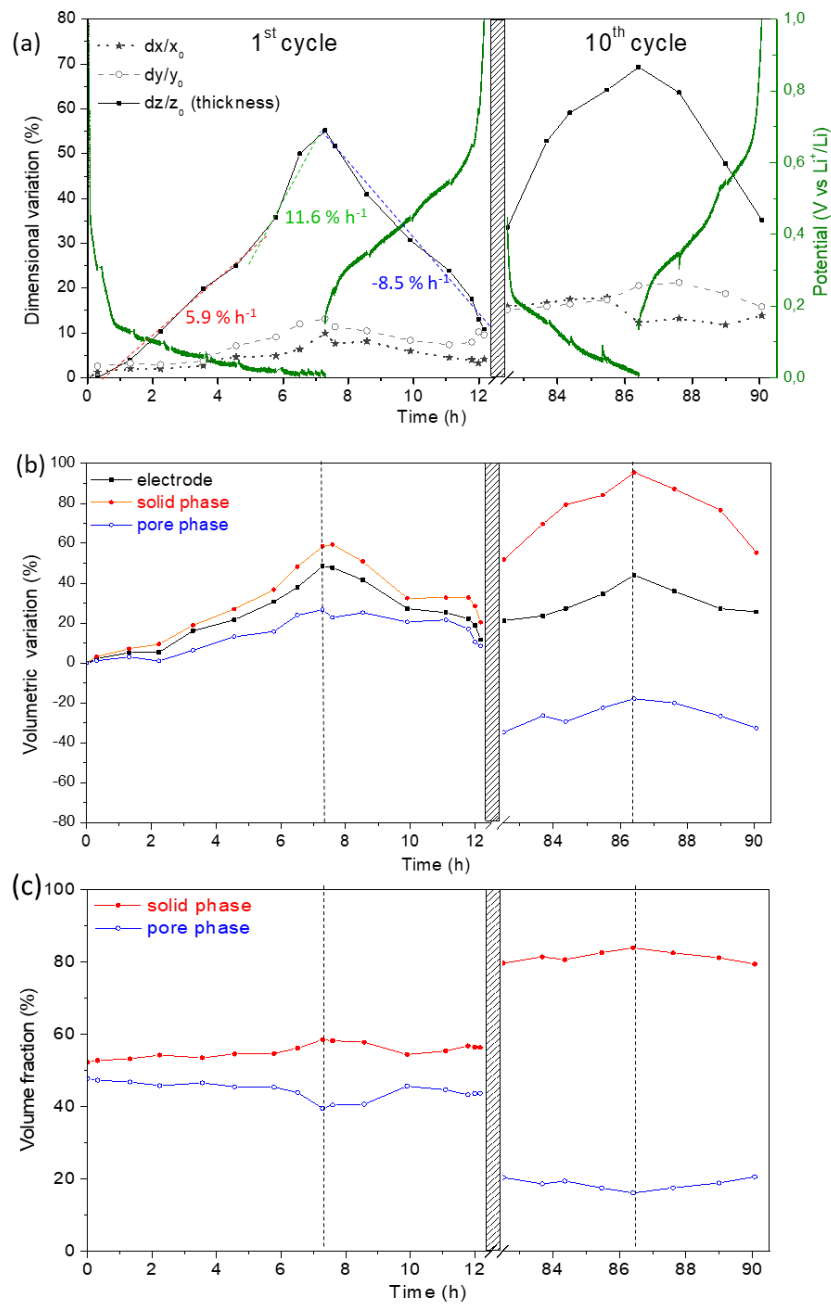 (a)
1st cycle
10th cycle
dx/x0
dy/y0
dz/z0 (thickness)
11.6 % h-1
5.9 % h-1
-8.5 % h-1
Dimensional variation (%)
80
70
60
50
40
30
20
10
0
Potential (V vs Li+/Li)
1,0
0,8
0,6
0,4
0,2
0,0
0 2 4 6 8 10 12 84 86 88 90
Time (h)
(b)
electrode
solid phase
pore phase
Volumetric variation (%)
100
80
60
40
20
0
-20
-40
-60
-80
0 2 4 6 8 10 12 84 86 88 90
Time (h)
(c)
solid phase
pore phase
Volume fraction (%)
100
80
60
40
20
0
0 2 4 6 8 10 12 84 86 88 90
Time (h)